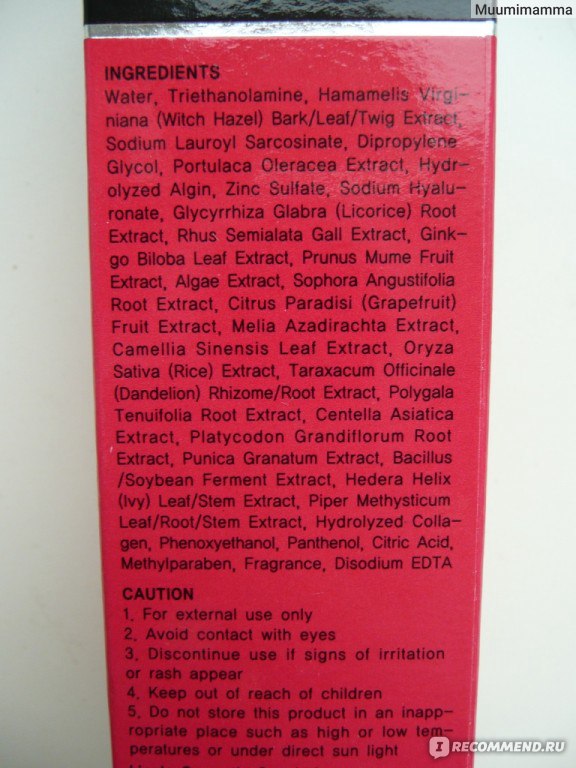 Muumimamma
INGREDIENTS
Water, Triethanolamine, Hamamelis Virgi-
niana (Witch Hazel) Bark/Leaf/Twig Extract,
Sodium Lauroyl Sarcosinate, Dipropylene
Glycol, Portulaca Oleracea Extract, Hydr-
olyzed Algin, Zinc Sulfate, Sodium Hyalu-
ronate, Glycyrrhiza Glabra (Licorice) Root
Extract, Rhus Semialata Gall Extract, Gink-
go Biloba Leaf Extract, Prunus Mume Fruit
Extract, Algae Extract, Sophora Angustifolia
Root Extract, Citrus Paradisi (Grapefruit)
Fruit Extract, Melia Azadirachta Extract,
Camellia Sinensis Leaf Extract, Oryza
Sativa (Rice) Extract, Taraxacum Officinale
(Dandelion) Rhizome/Root Extract, Polygala
Tenuifolia Root Extract, Centella Asiatica
Extract, Platycodon Grandiflorum Root
Extract, Punica Granatum Extract, Bacillus
/Soybean Ferment Extract, Hedera Helix
(Ivy) Leaf/Stem Extract, Piper Methysticum
Leaf/Root/Stem Extract, Hydrolyzed Colla-
gen, Phenoxyethanol, Panthenol, Citric Acid,
Methylparaben, Fragrance, Disodium EDTA
CAUTION
1. For external use only
2. Avoid contact with eyes
3. Discontinue use if signs of irritation
or rash appear
4. Keep out of reach of children
5. Do not store this product in an inapp-
ropriate place such as high or low tem-
peratures or under direct sun light
RECOMMEND.RU